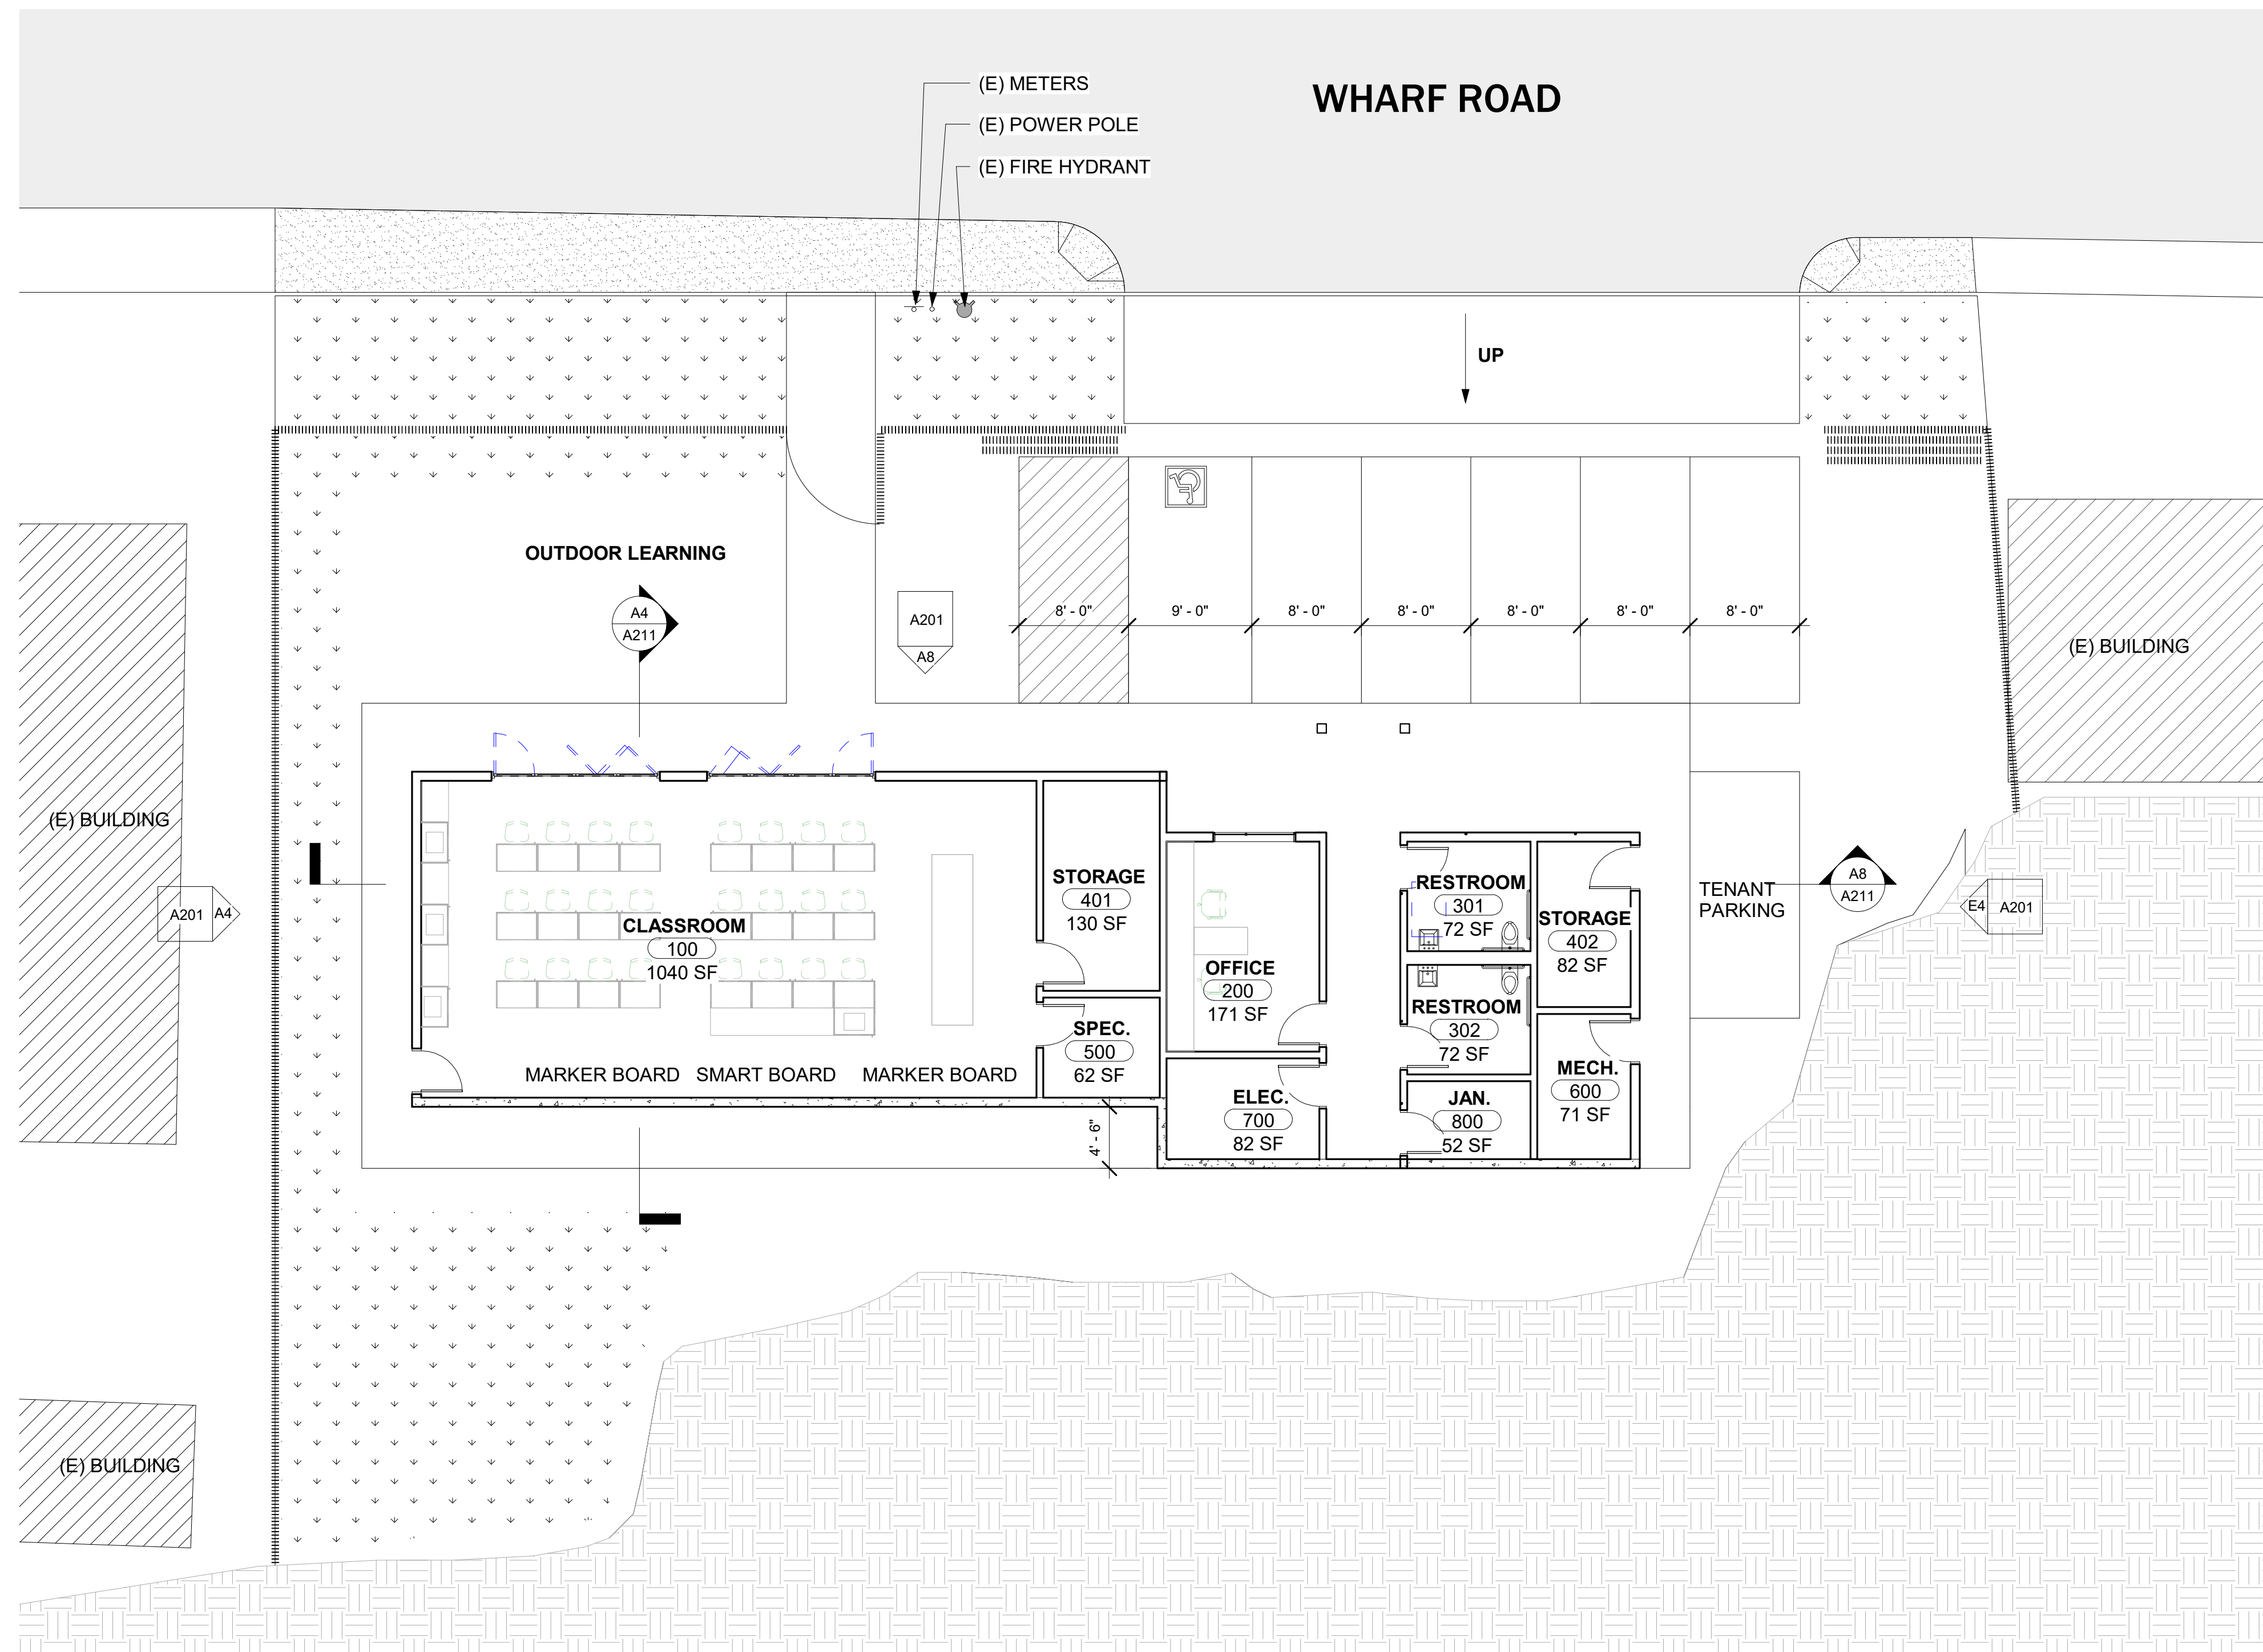 (E) METERS
WHARF ROAD
(E) POWER POLE
(E) FIRE HYDRANT
UP
OUTDOOR LEARNING
A4
A211
A201
A8
8' - 0"
9' - 0"
8' - 0"
8' - 0"
8' - 0"
8' - 0"
8' - 0"
(E) BUILDING
(E) BUILDING
A201
A4
CLASSROOM
100
1040 SF
MARKER BOARD
SMART BOARD
MARKER BOARD
STORAGE
401
130 SF
SPEC.
500
62 SF
4' - 6"
OFFICE
200
171 SF
ELEC.
700
82 SF
RESTROOM
301
72 SF
RESTROOM
302
72 SF
JAN.
800
52 SF
STORAGE
402
82 SF
MECH.
600
71 SF
TENANT
PARKING
A8
A211
E4
A201
(E) BUILDING